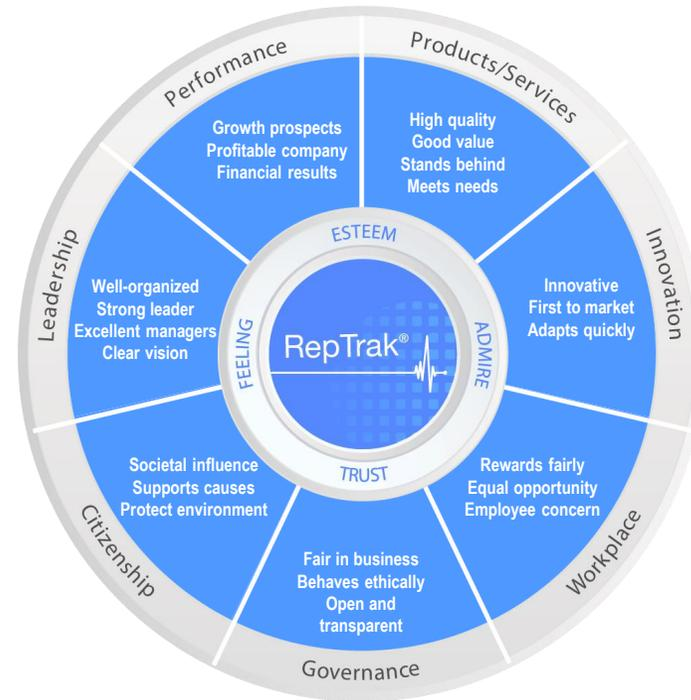 Performance
Growth prospects
Profitable company
Financial results
Products/Services
High quality
Good value
Stands behind
Meets needs
Innovation
Innovative
First to market
Adapts quickly
Workplace
Rewards fairly
Equal opportunity
Employee concern
Governance
Fair in business
Behaves ethically
Open and
transparent
Citizenship
Societal influence
Supports causes
Protect environment
Leadership
Well-organized
Strong leader
Excellent managers
Clear vision
ESTEEM
ADMIRE
TRUST
FEELING
RepTrak®